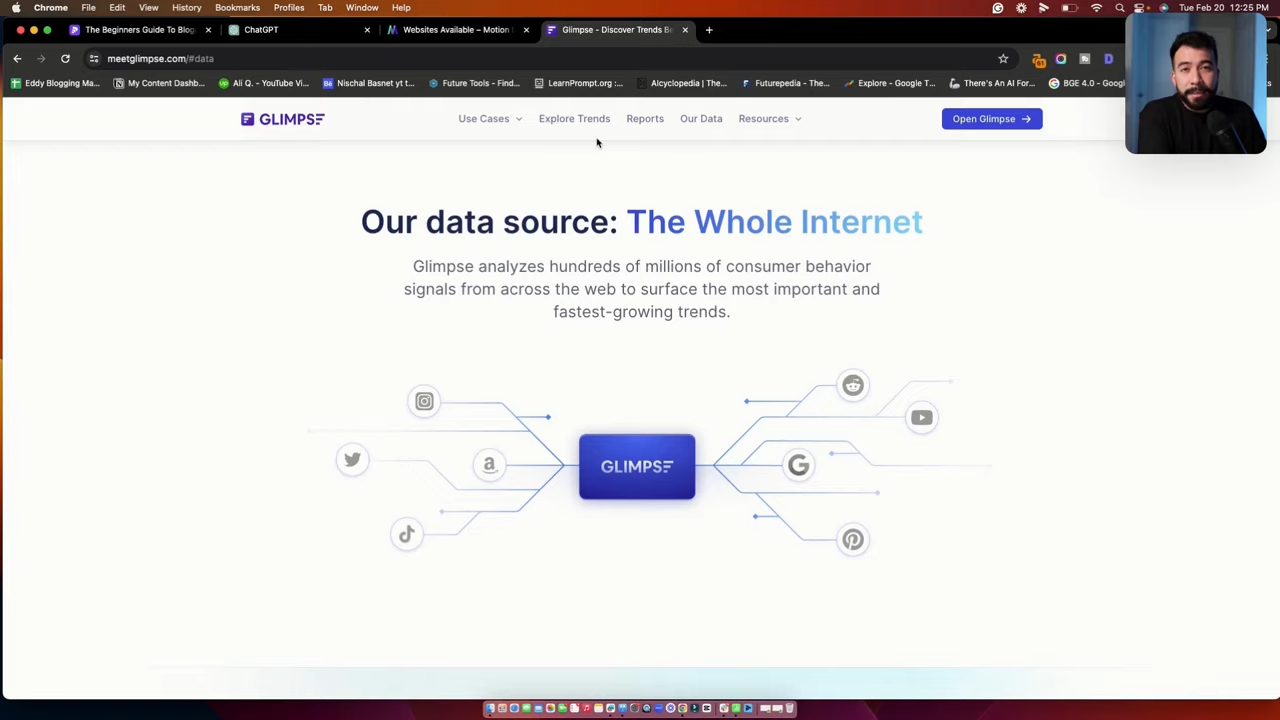 Chrome File Edit View History Bookmarks Profiles Tab Window Help
Tue Feb 20 12:25 PM
The Beginners Guide To Blog
ChatGPT
Websites Available – Motion
Glimpse - Discover Trends Be
meetglimpse.com/#data
Eddy Blogging Ma...
My Content Dashb...
Ali Q. - YouTube Vi...
Nischal Basnet yt t...
Future Tools - Find...
LearnPrompt.org :...
AIcyclopedia | The...
Futurepedia - The...
Explore - Google T...
There's An AI For...
BGE 4.0 - Goog
GLIMPSE
Use Cases
Explore Trends
Reports
Our Data
Resources
Open Glimpse →
Our data source: The Whole Internet
Glimpse analyzes hundreds of millions of consumer behavior
signals from across the web to surface the most important and
fastest-growing trends.
GLIMPSE